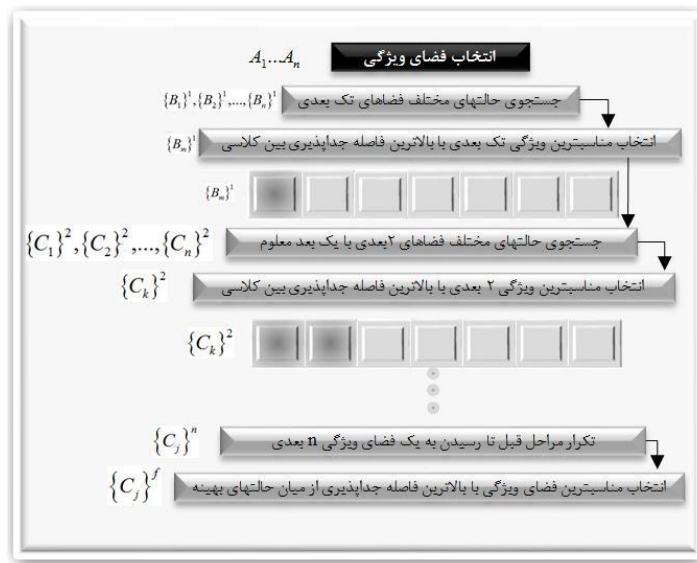 انتخاب فضای ویژگی
A₁...Aₙ
جستجوی حالتهای مختلف فضاهای تک بعدی
{B₁}¹,{B₂}¹,...,{Bₙ}¹
انتخاب مناسبترین ویژگی تک بعدی با بالاترین فاصله جداپذیری بین کلاسی
{Bₘ}¹
{Bₘ}¹
جستجوی حالتهای مختلف فضاهای ۲بعدی با یک بعد معلوم
{C₁}²,{C₂}²,...,{Cₙ}²
انتخاب مناسبترین ویژگی ۲ بعدی با بالاترین فاصله جداپذیری بین کلاسی
{Cₖ}²
{Cₖ}²
تکرار مراحل قبل تا رسیدن به یک فضای ویژگی n بعدی
{Cⱼ}ⁿ
انتخاب مناسبترین فضای ویژگی با بالاترین فاصله جداپذیری از میان حالتهای بهینه
{Cⱼ}ᶠ